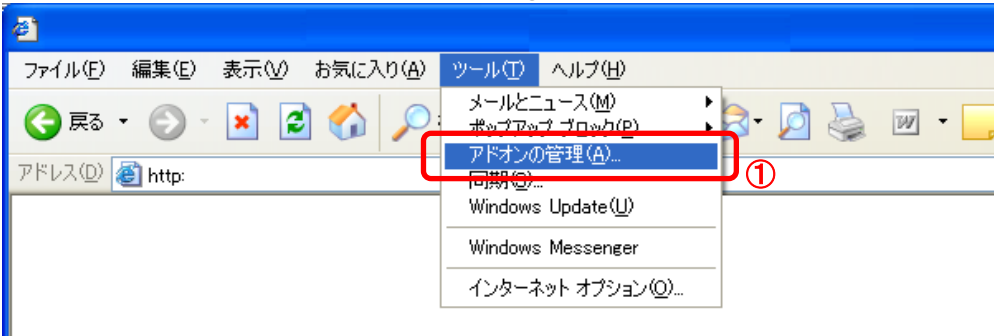 ファイル(F) 編集(E) 表示(V) お気に入り(A) ツール(T) ヘルプ(H)
戻る
メールとニュース(M)
ポップアップ ブロック(P)
アドオンの管理(A)...
①
同期(S)...
Windows Update(U)
Windows Messenger
インターネット オプション(O)...
アドレス(D) http: